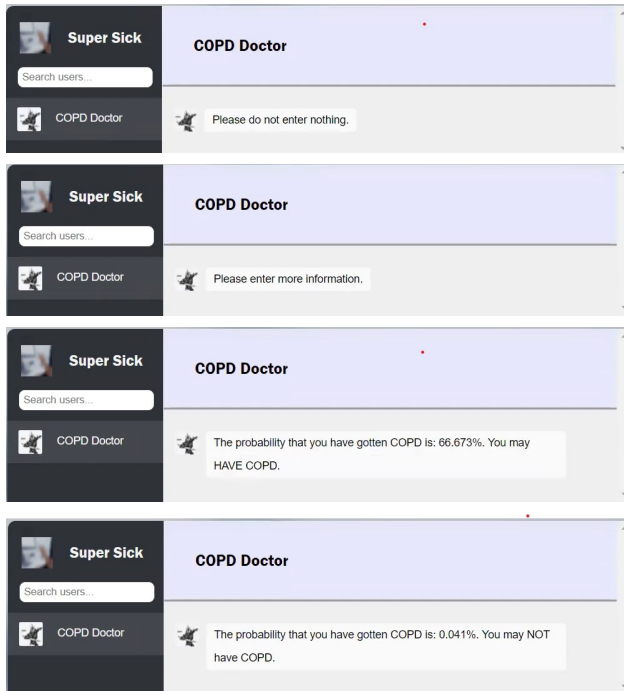 Super Sick
COPD Doctor
Search users...
COPD Doctor
Please do not enter nothing.
Super Sick
COPD Doctor
Search users...
COPD Doctor
Please enter more information.
Super Sick
COPD Doctor
Search users...
COPD Doctor
The probability that you have gotten COPD is: 66.673%. You may
HAVE COPD.
Super Sick
COPD Doctor
Search users...
COPD Doctor
The probability that you have gotten COPD is: 0.041%. You may NOT
have COPD.